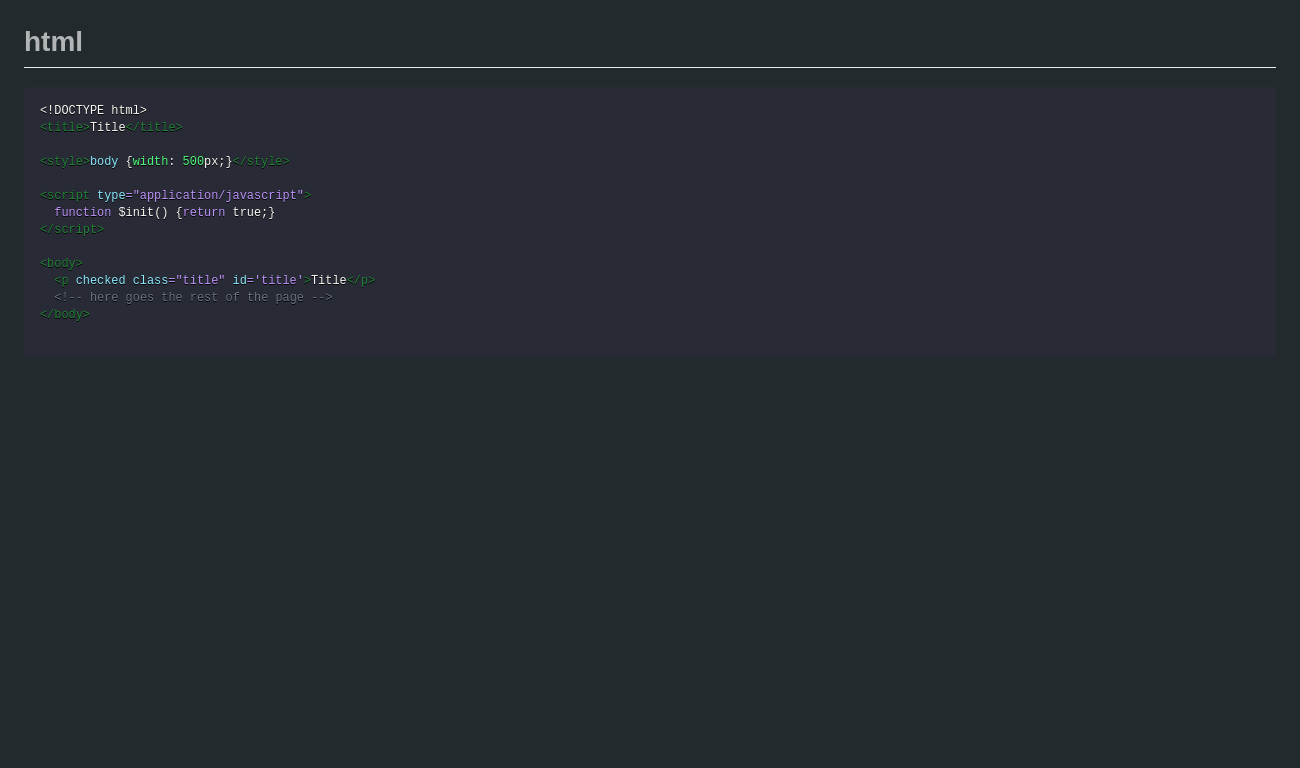 html
<!DOCTYPE html>
<title>Title</title>
<style>body {width: 500px;}</style>
<script type="application/javascript">
  function $init() {return true;}
</script>
<body>
  <p checked class="title" id='title'>Title</p>
  <!-- here goes the rest of the page -->
</body>